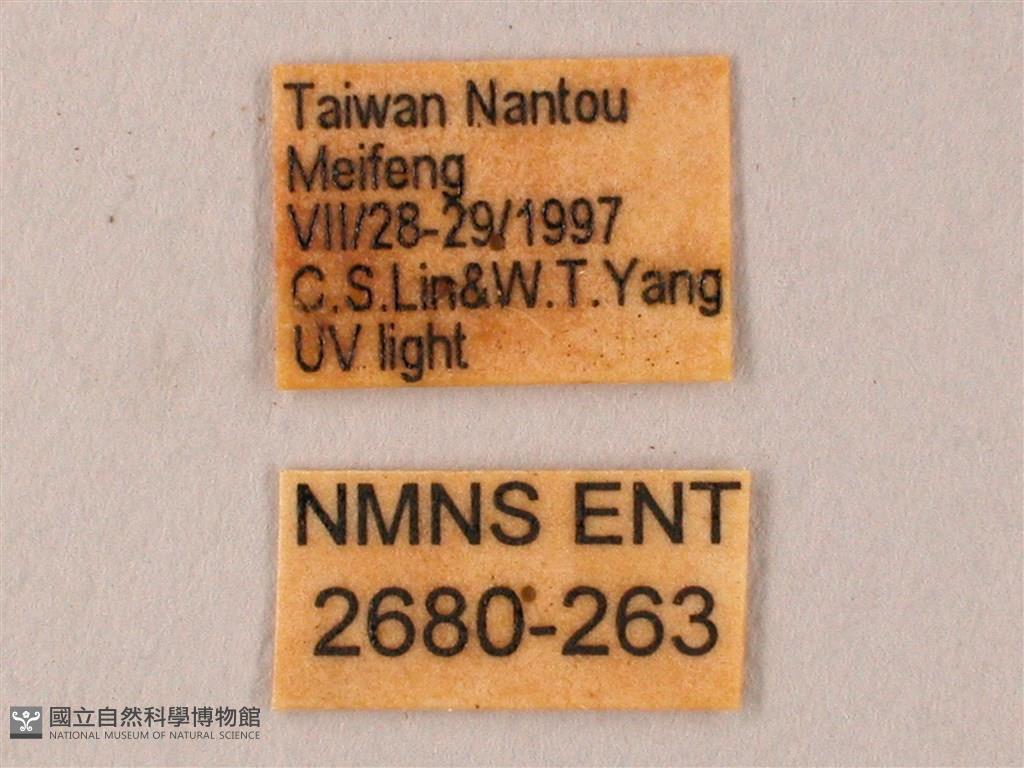 Taiwan Nantou
Meifeng
VII/28-29/1997
C.S.Lin&W.T.Yang
UV light
NMNS ENT
2680-263
國立自然科學博物館
NATIONAL MUSEUM OF NATURAL SCIENCE